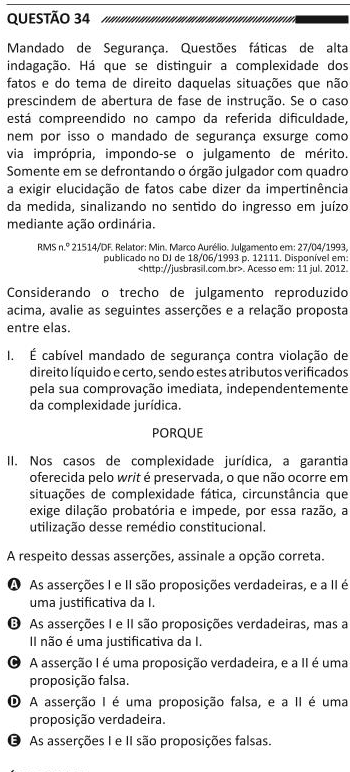 QUESTÃO 34
Mandado de Segurança. Questões fáticas de alta
indagação. Há que se distinguir a complexidade dos
fatos e do tema de direito daquelas situações que não
prescindem de abertura de fase de instrução. Se o caso
está compreendido no campo da referida dificuldade,
nem por isso o mandado de segurança exsurge como
via imprópria, impondo-se o julgamento de mérito.
Somente em se defrontando o órgão julgador com quadro
a exigir elucidação de fatos cabe dizer da impertinência
da medida, sinalizando no sentido do ingresso em juízo
mediante ação ordinária.
RMS n.º 21514/DF. Relator: Min. Marco Aurélio. Julgamento em: 27/04/1993,
publicado no DJ de 18/06/1993 p. 12111. Disponível em:
<http://jusbrasil.com.br>. Acesso em: 11 jul. 2012.
Considerando o trecho de julgamento reproduzido
acima, avalie as seguintes asserções e a relação proposta
entre elas.
I. É cabível mandado de segurança contra violação de
direito líquido e certo, sendo estes atributos verificados
pela sua comprovação imediata, independentemente
da complexidade jurídica.
PORQUE
II. Nos casos de complexidade jurídica, a garantia
oferecida pelo writ é preservada, o que não ocorre em
situações de complexidade fática, circunstância que
exige dilação probatória e impede, por essa razão, a
utilização desse remédio constitucional.
A respeito dessas asserções, assinale a opção correta.
A As asserções I e II são proposições verdadeiras, e a II é
uma justificativa da I.
B As asserções I e II são proposições verdadeiras, mas a
II não é uma justificativa da I.
C A asserção I é uma proposição verdadeira, e a II é uma
proposição falsa.
D A asserção I é uma proposição falsa, e a II é uma
proposição verdadeira.
E As asserções I e II são proposições falsas.